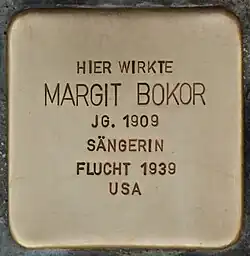 HIER WIRKTE
MARGIT BOKOR
JG. 1909
SÄNGERIN
FLUCHT 1939
USA